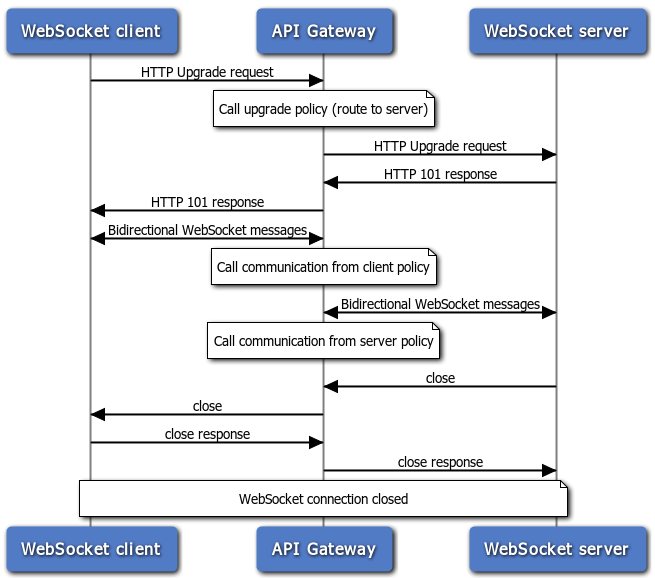 WebSocket client
API Gateway
WebSocket server
HTTP Upgrade request
Call upgrade policy (route to server)
HTTP Upgrade request
HTTP 101 response
HTTP 101 response
Bidirectional WebSocket messages
Call communication from client policy
Bidirectional WebSocket messages
Call communication from server policy
close
close
close response
close response
WebSocket connection closed
WebSocket client
API Gateway
WebSocket server